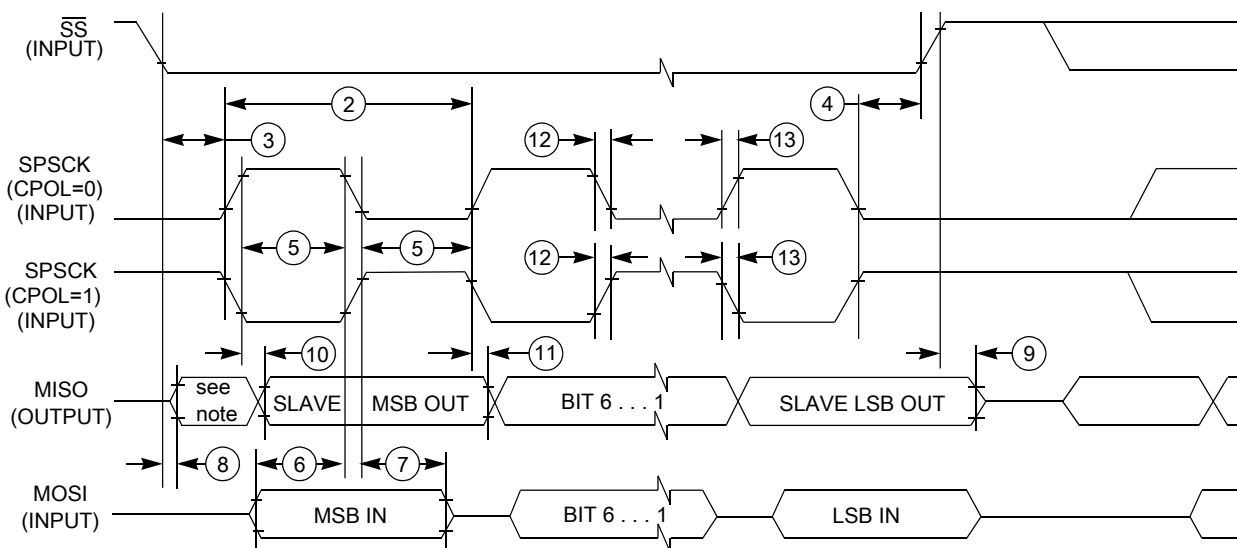 SS
(INPUT)
2
4
3
12
13
SPSCK
(CPOL=0)
(INPUT)
5
5
12
13
SPSCK
(CPOL=1)
(INPUT)
10
11
9
MISO
(OUTPUT)
see
note
SLAVE
MSB OUT
BIT 6 . . . 1
SLAVE LSB OUT
8
6
7
MOSI
(INPUT)
MSB IN
BIT 6 . . . 1
LSB IN